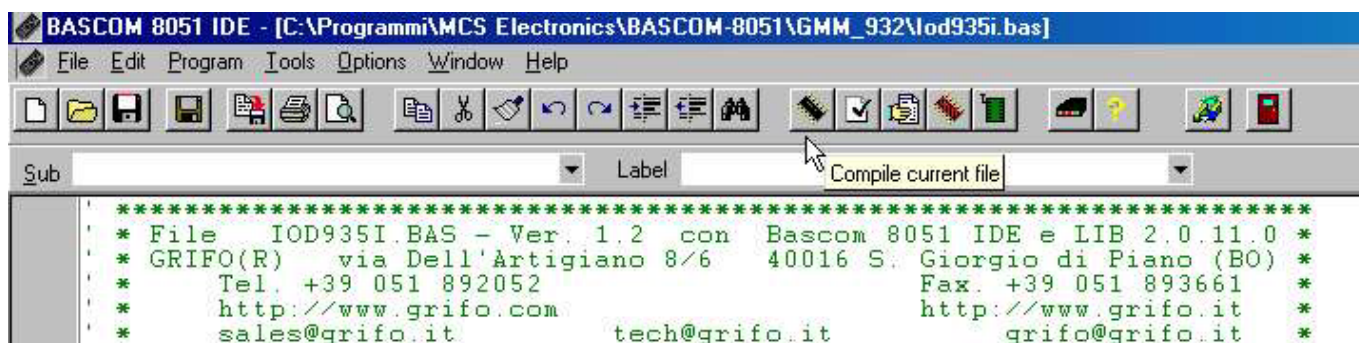 BASCOM 8051 IDE - [C:\Programmi\MCS Electronics\BASCOM-8051\GMM_932\Iod935i.bas]
File Edit Program Tools Options Window Help
Sub Label Compile current file
' *********************************************************************
' * File IOD935I.BAS - Ver. 1.2 con Bascom 8051 IDE e LIB 2.0.11.0 *
' * GRIFO(R) via Dell'Artigiano 8/6 40016 S. Giorgio di Piano (BO) *
' * Tel. +39 051 892052 Fax. +39 051 893661 *
' * http://www.grifo.com http://www.grifo.it *
' * sales@grifo.it tech@grifo.it grifo@grifo.it *